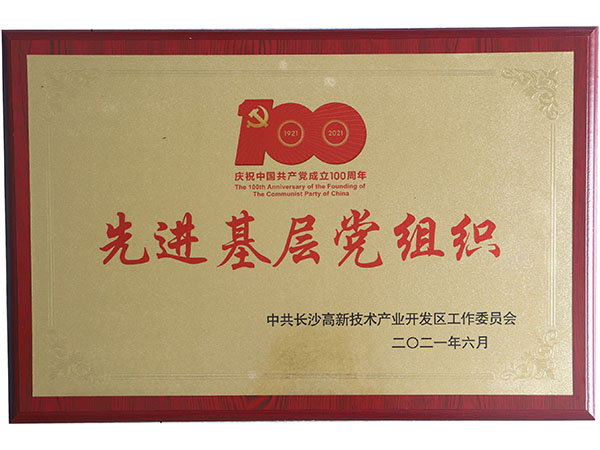 100
1921 2021
庆祝中国共产党成立100周年
The 100th Anniversary of the Founding of
The Communist Party of China
先进基层党组织
中共长沙高新技术产业开发区工作委员会
二〇二一年六月